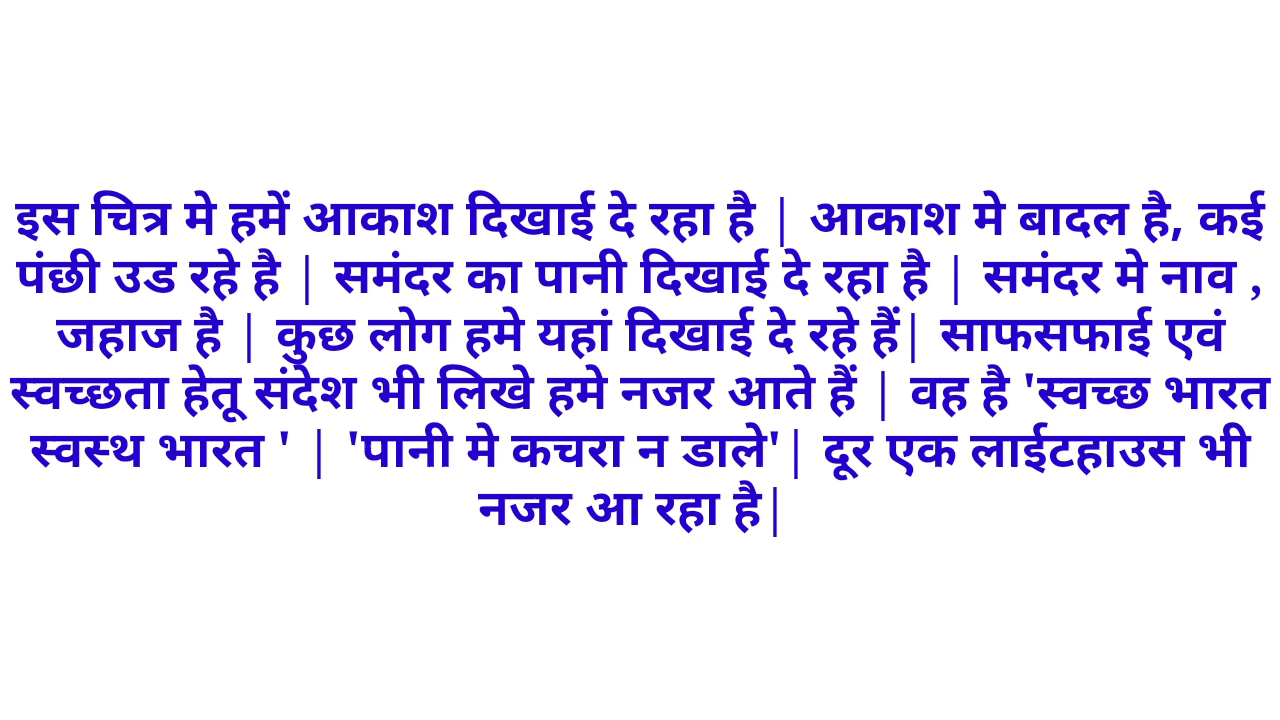 इस चित्र मे हमें आकाश दिखाई दे रहा है | आकाश मे बादल है, कई
पंछी उड रहे है | समंदर का पानी दिखाई दे रहा है | समंदर मे नाव ,
जहाज है | कुछ लोग हमे यहां दिखाई दे रहे हैं| साफसफाई एवं
स्वच्छता हेतू संदेश भी लिखे हमे नजर आते हैं | वह है 'स्वच्छ भारत
स्वस्थ भारत ' | 'पानी मे कचरा न डाले'| दूर एक लाईटहाउस भी
नजर आ रहा है|